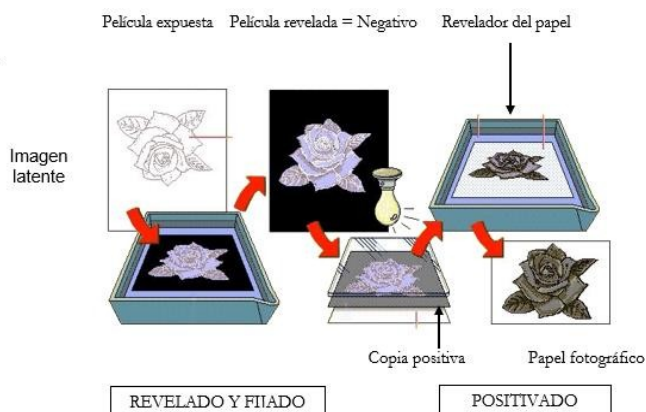 Película expuesta
Película revelada = Negativo
Revelador del papel
Imagen
latente
Copia positiva
Papel fotográfico
REVELADO Y FIJADO
POSITIVADO